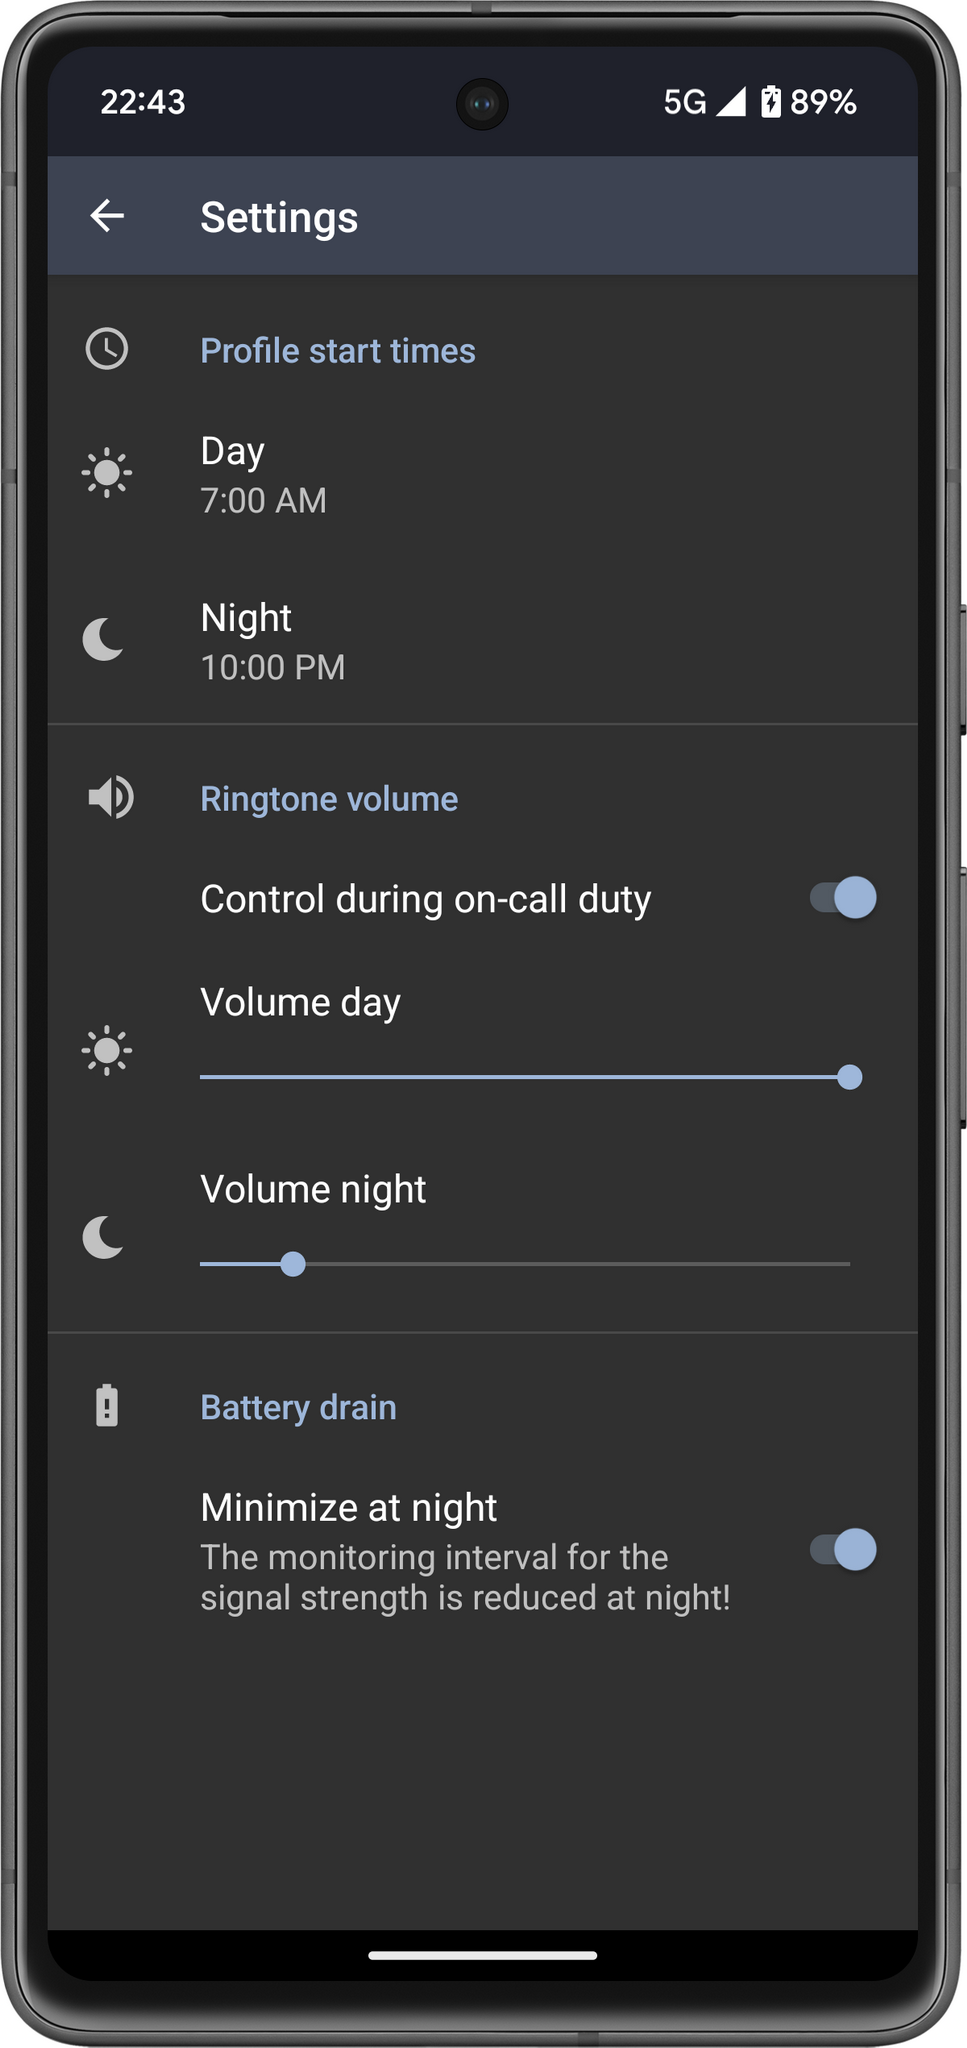 22:43 5G 89%
Settings
Profile start times
Day
7:00 AM
Night
10:00 PM
Ringtone volume
Control during on-call duty
Volume day
Volume night
Battery drain
Minimize at night
The monitoring interval for the
signal strength is reduced at night!